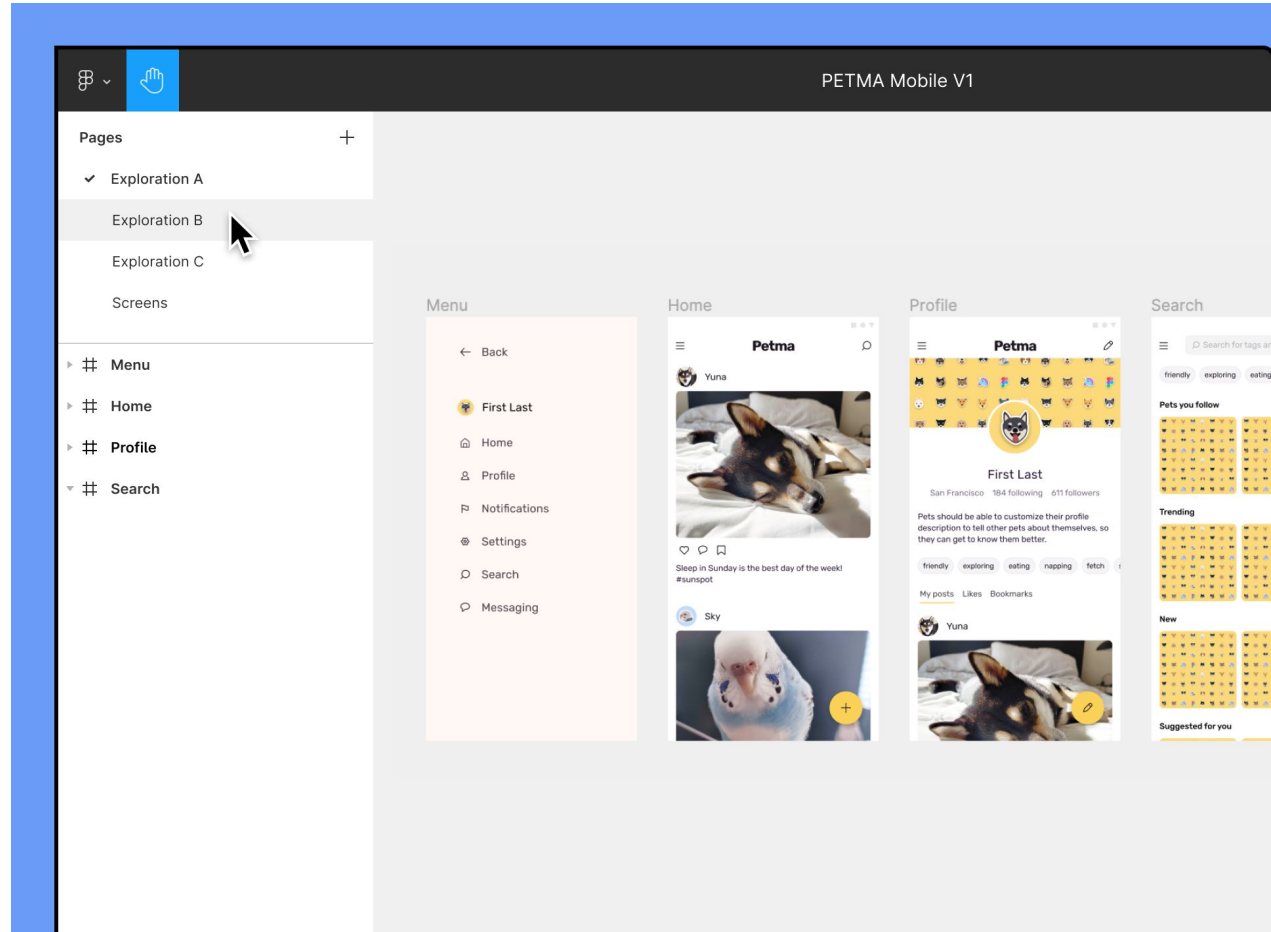 PETMA Mobile V1
Pages
Exploration A
Exploration B
Exploration C
Screens
Menu
Home
Profile
Search
Menu
Back
First Last
Home
Profile
Notifications
Settings
Search
Messaging
Home
Petma
Yuna
Sleep in Sunday is the best day of the week!
#sunspot
Sky
Profile
Petma
First Last
San Francisco 184 following 611 followers
Pets should be able to customize their profile
description to tell other pets about themselves, so
they can get to know them better.
friendly exploring eating napping fetch
My posts Likes Bookmarks
Yuna
Search
Search for tags
friendly exploring eating
Pets you follow
Trending
New
Suggested for you